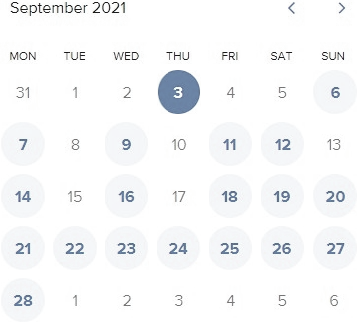 September 2021
MON TUE WED THU FRI SAT SUN
31 1 2 3 4 5 6
7 8 9 10 11 12 13
14 15 16 17 18 19 20
21 22 23 24 25 26 27
28 1 2 3 4 5 6